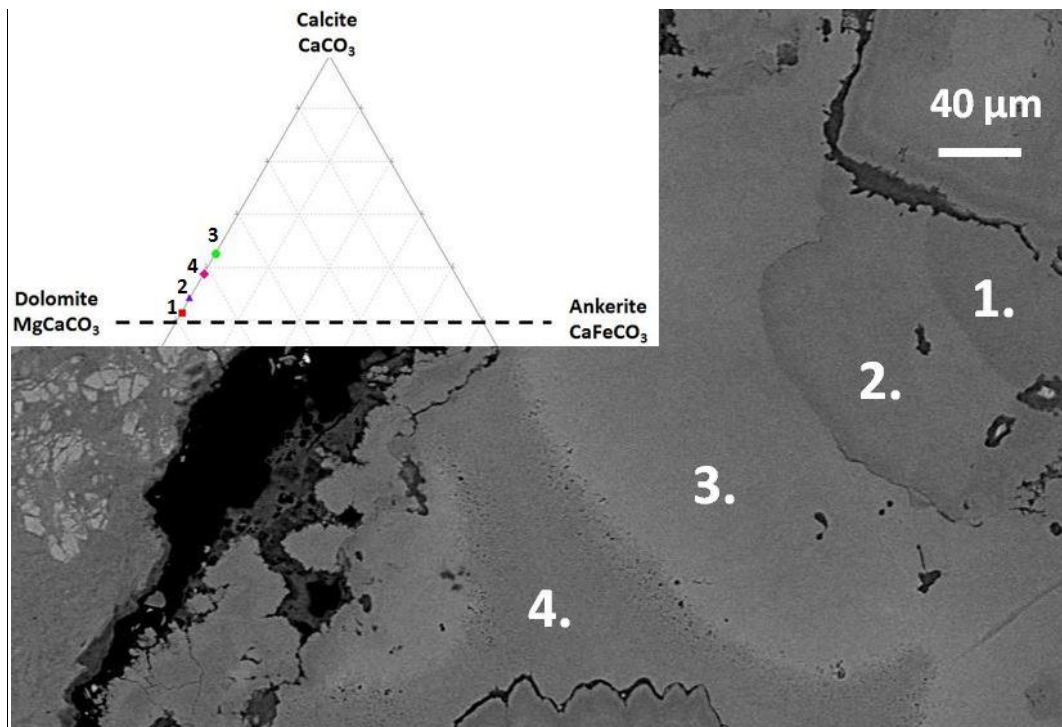 Calcite
CaCO₃
40 µm
3
4
2
1
Dolomite
MgCaCO₃
Ankerite
CaFeCO₃
1.
2.
3.
4.